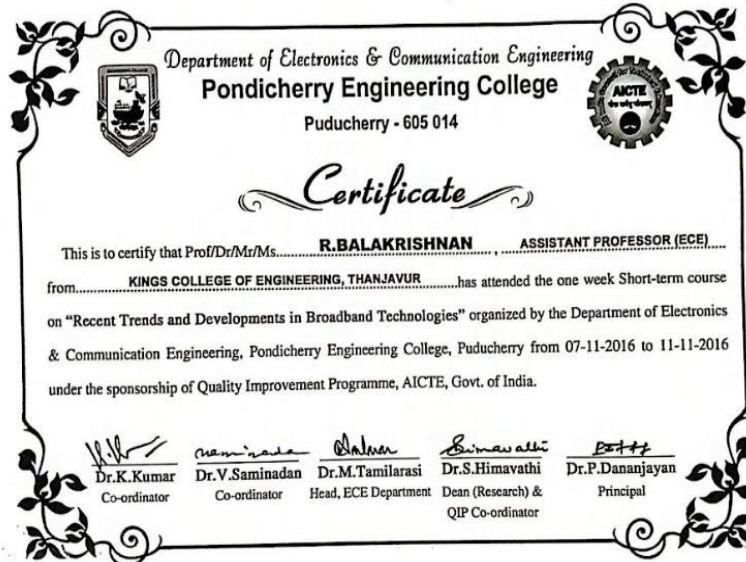 Department of Electronics & Communication Engineering
Pondicherry Engineering College
Puducherry - 605 014
AICTE
Certificate
This is to certify that Prof/Dr/Mr/Ms. R.BALAKRISHNAN , ASSISTANT PROFESSOR (ECE)
from KINGS COLLEGE OF ENGINEERING, THANJAVUR has attended the one week Short-term course
on “Recent Trends and Developments in Broadband Technologies” organized by the Department of Electronics
& Communication Engineering, Pondicherry Engineering College, Puducherry from 07-11-2016 to 11-11-2016
under the sponsorship of Quality Improvement Programme, AICTE, Govt. of India.
Dr.K.Kumar Dr.V.Saminadan Dr.M.Tamilarasi Dr.S.Himavathi Dr.P.Dananjayan
Co-ordinator Co-ordinator Head, ECE Department Dean (Research) & Principal
QIP Co-ordinator